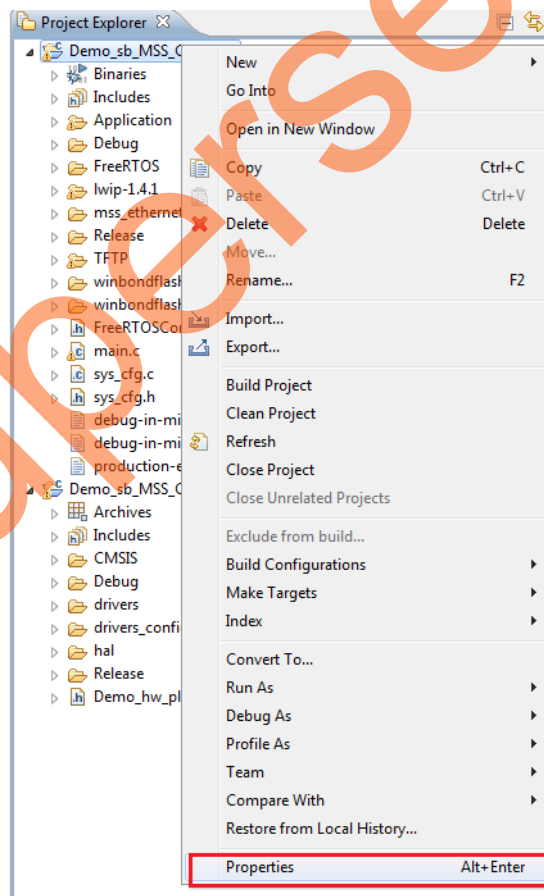 Project Explorer
Demo_sb_MSS_C
Binaries
Includes
Application
Debug
FreeRTOS
lwip-1.4.1
mss_ethernet
Release
TFTP
winbondflash
winbondflash
FreeRTOSCon
main.c
sys_cfg.c
sys_cfg.h
debug-in-mi
debug-in-mi
production-e
Demo_sb_MSS_C
Archives
Includes
CMSIS
Debug
drivers
drivers_confi
hal
Release
Demo_hw_pl
New
Go Into
Open in New Window
Copy Ctrl+C
Paste Ctrl+V
Delete Delete
Move...
Rename... F2
Import...
Export...
Build Project
Clean Project
Refresh
Close Project
Close Unrelated Projects
Exclude from build...
Build Configurations
Make Targets
Index
Convert To...
Run As
Debug As
Profile As
Team
Compare With
Restore from Local History...
Properties Alt+Enter